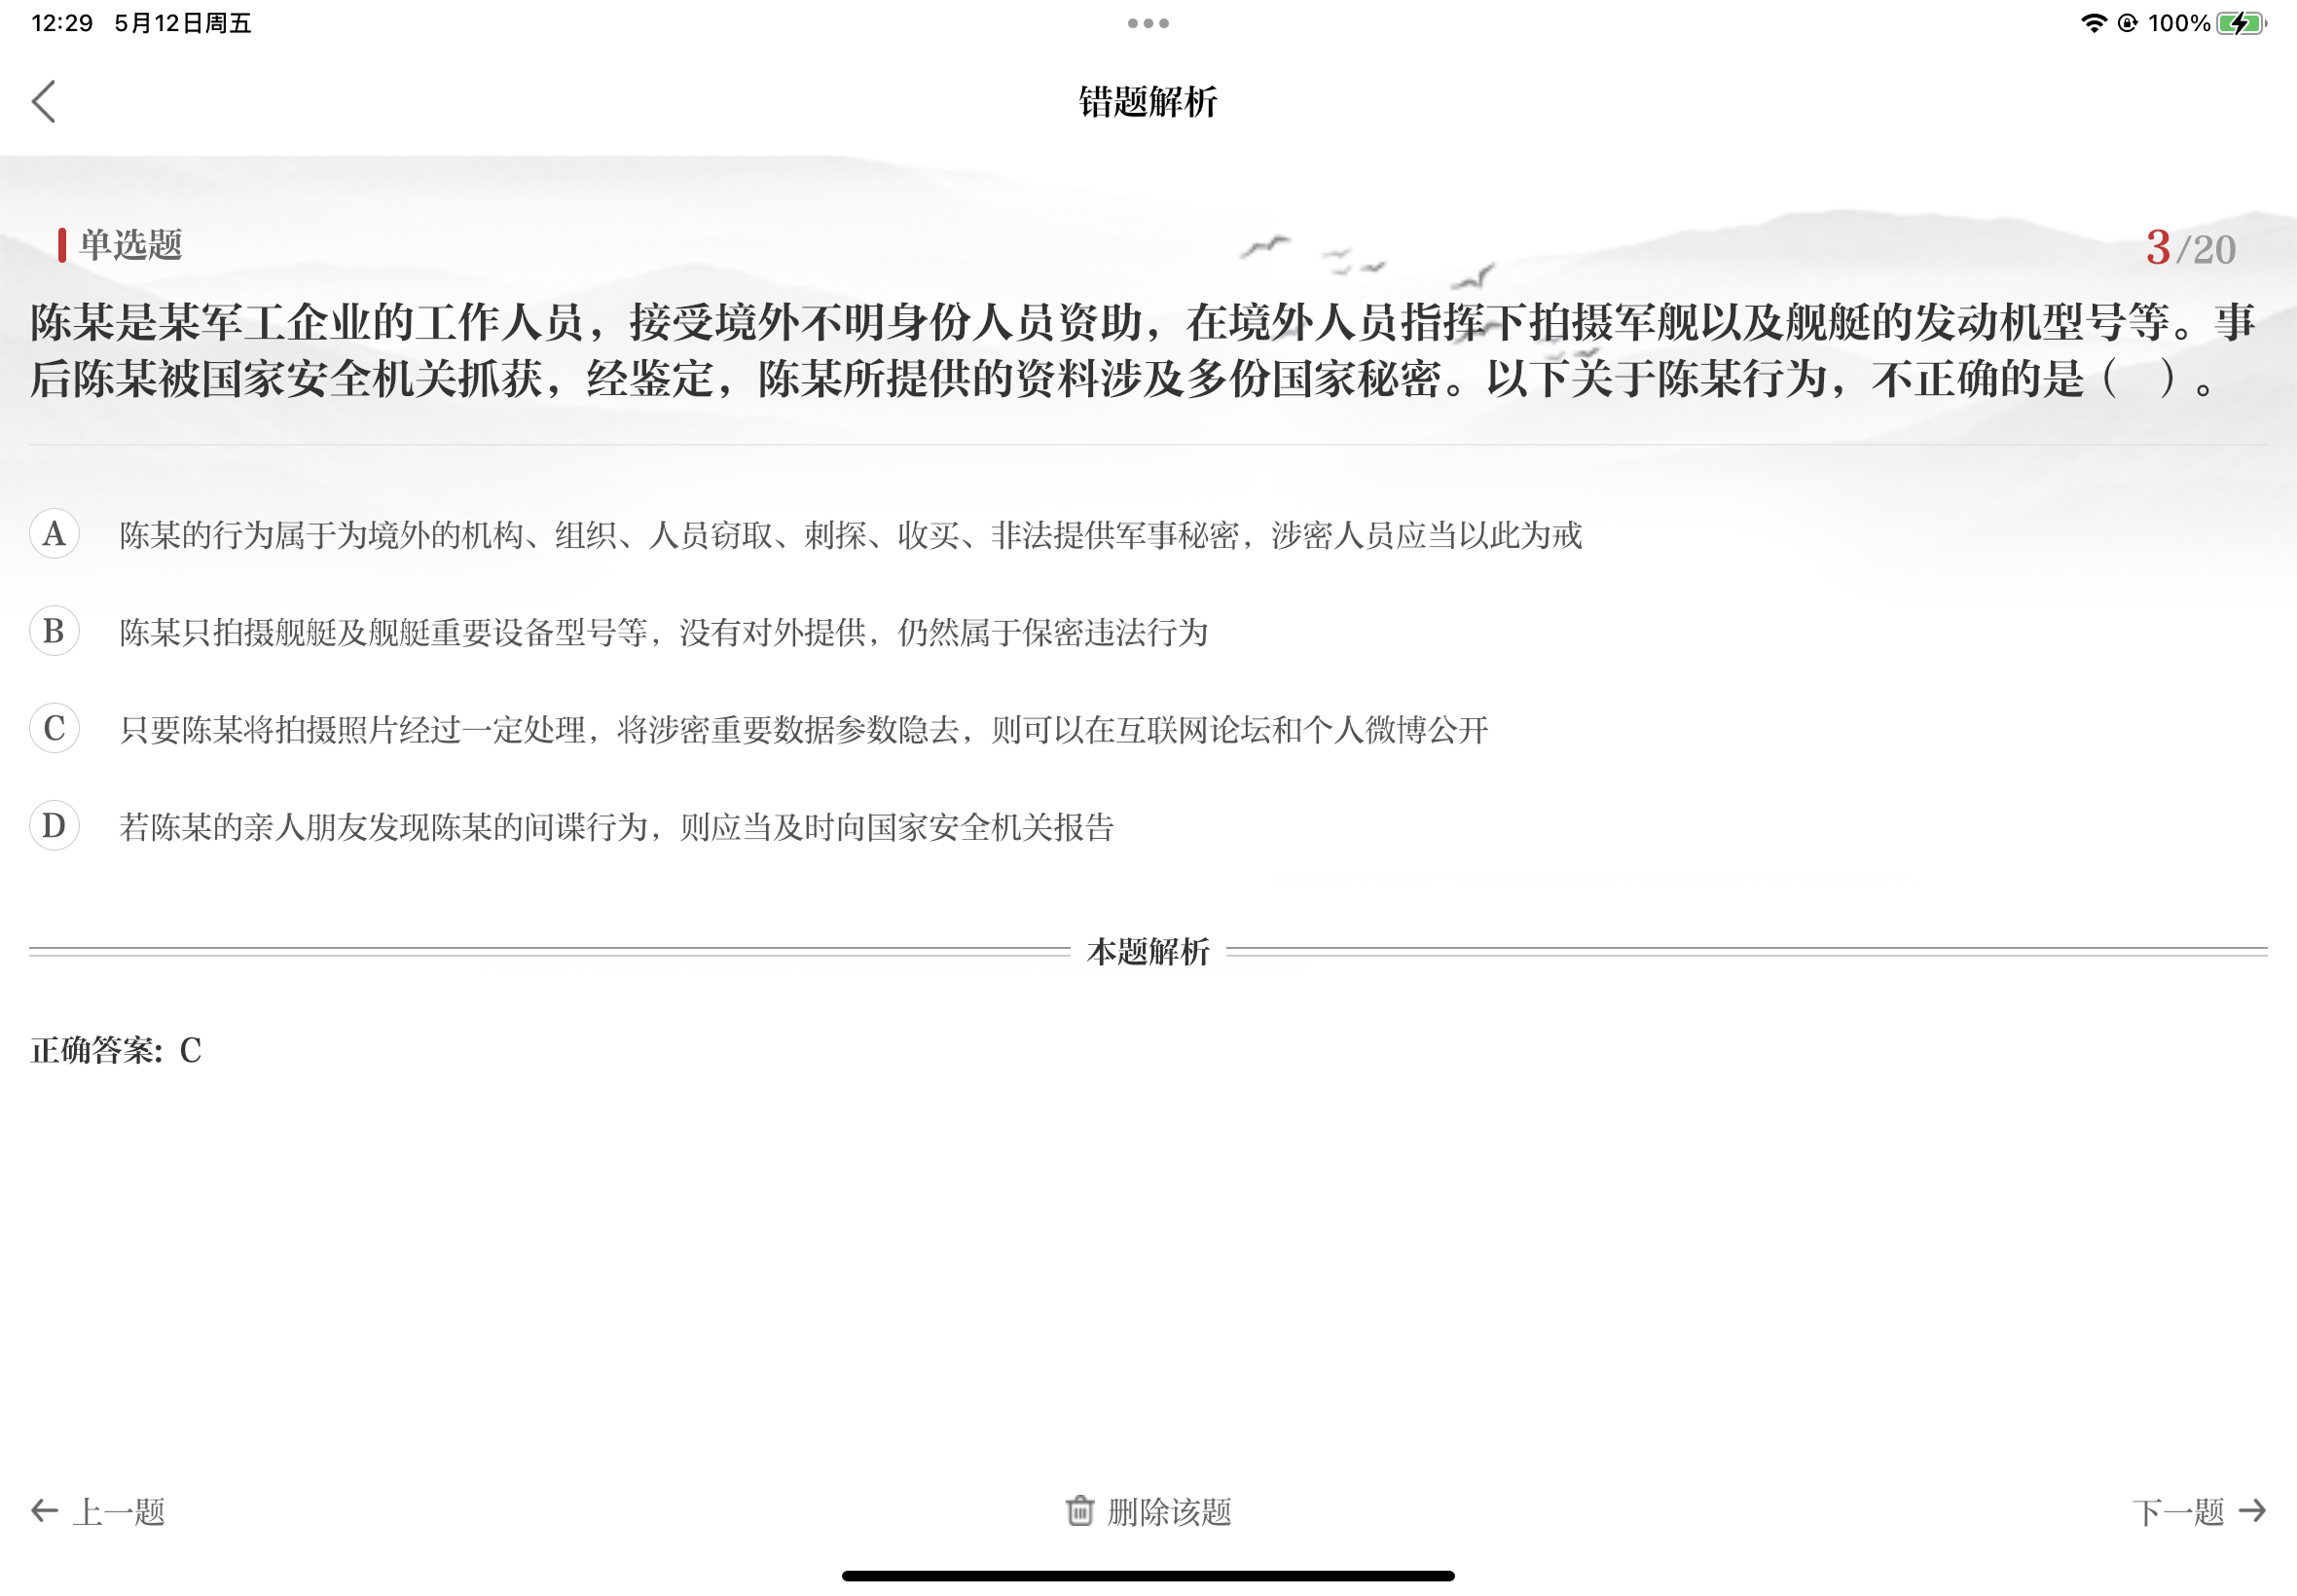 12:29 5月12日周五
100%
错题解析
单选题
3/20
陈某是某军工企业的工作人员，接受境外不明身份人员资助，在境外人员指挥下拍摄军舰以及舰艇的发动机型号等。事
后陈某被国家安全机关抓获，经鉴定，陈某所提供的资料涉及多份国家秘密。以下关于陈某行为，不正确的是（　）。
A 陈某的行为属于为境外的机构、组织、人员窃取、刺探、收买、非法提供军事秘密，涉密人员应当以此为戒
B 陈某只拍摄舰艇及舰艇重要设备型号等，没有对外提供，仍然属于保密违法行为
C 只要陈某将拍摄照片经过一定处理，将涉密重要数据参数隐去，则可以在互联网论坛和个人微博公开
D 若陈某的亲人朋友发现陈某的间谍行为，则应当及时向国家安全机关报告
本题解析
正确答案: C
上一题
删除该题
下一题